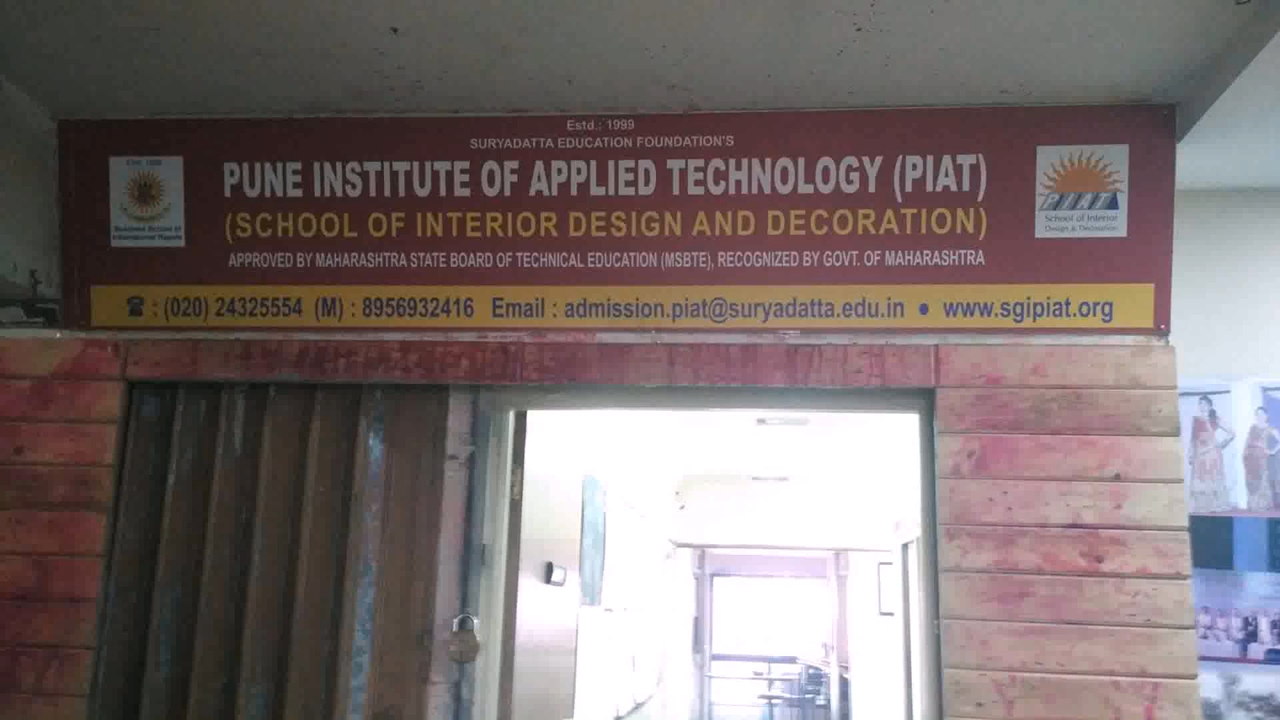 Estd.: 1999
SURYADATTA EDUCATION FOUNDATION'S
PUNE INSTITUTE OF APPLIED TECHNOLOGY (PIAT)
(SCHOOL OF INTERIOR DESIGN AND DECORATION)
APPROVED BY MAHARASHTRA STATE BOARD OF TECHNICAL EDUCATION (MSBTE), RECOGNIZED BY GOVT. OF MAHARASHTRA
☎ : (020) 24325554 (M) : 8956932416 Email : admission.piat@suryadatta.edu.in • www.sgipiat.org
PIAT
School of Interior
Design & Decoration